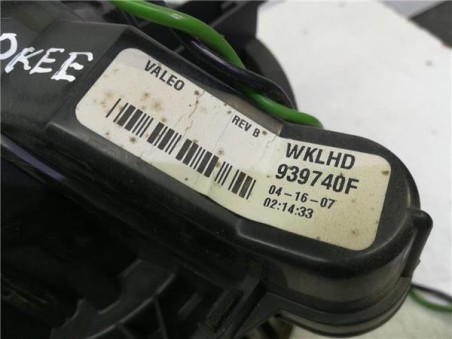 OKEE
VALEO
REV B
WKLHD
939740F
04-16-07
02:14:33